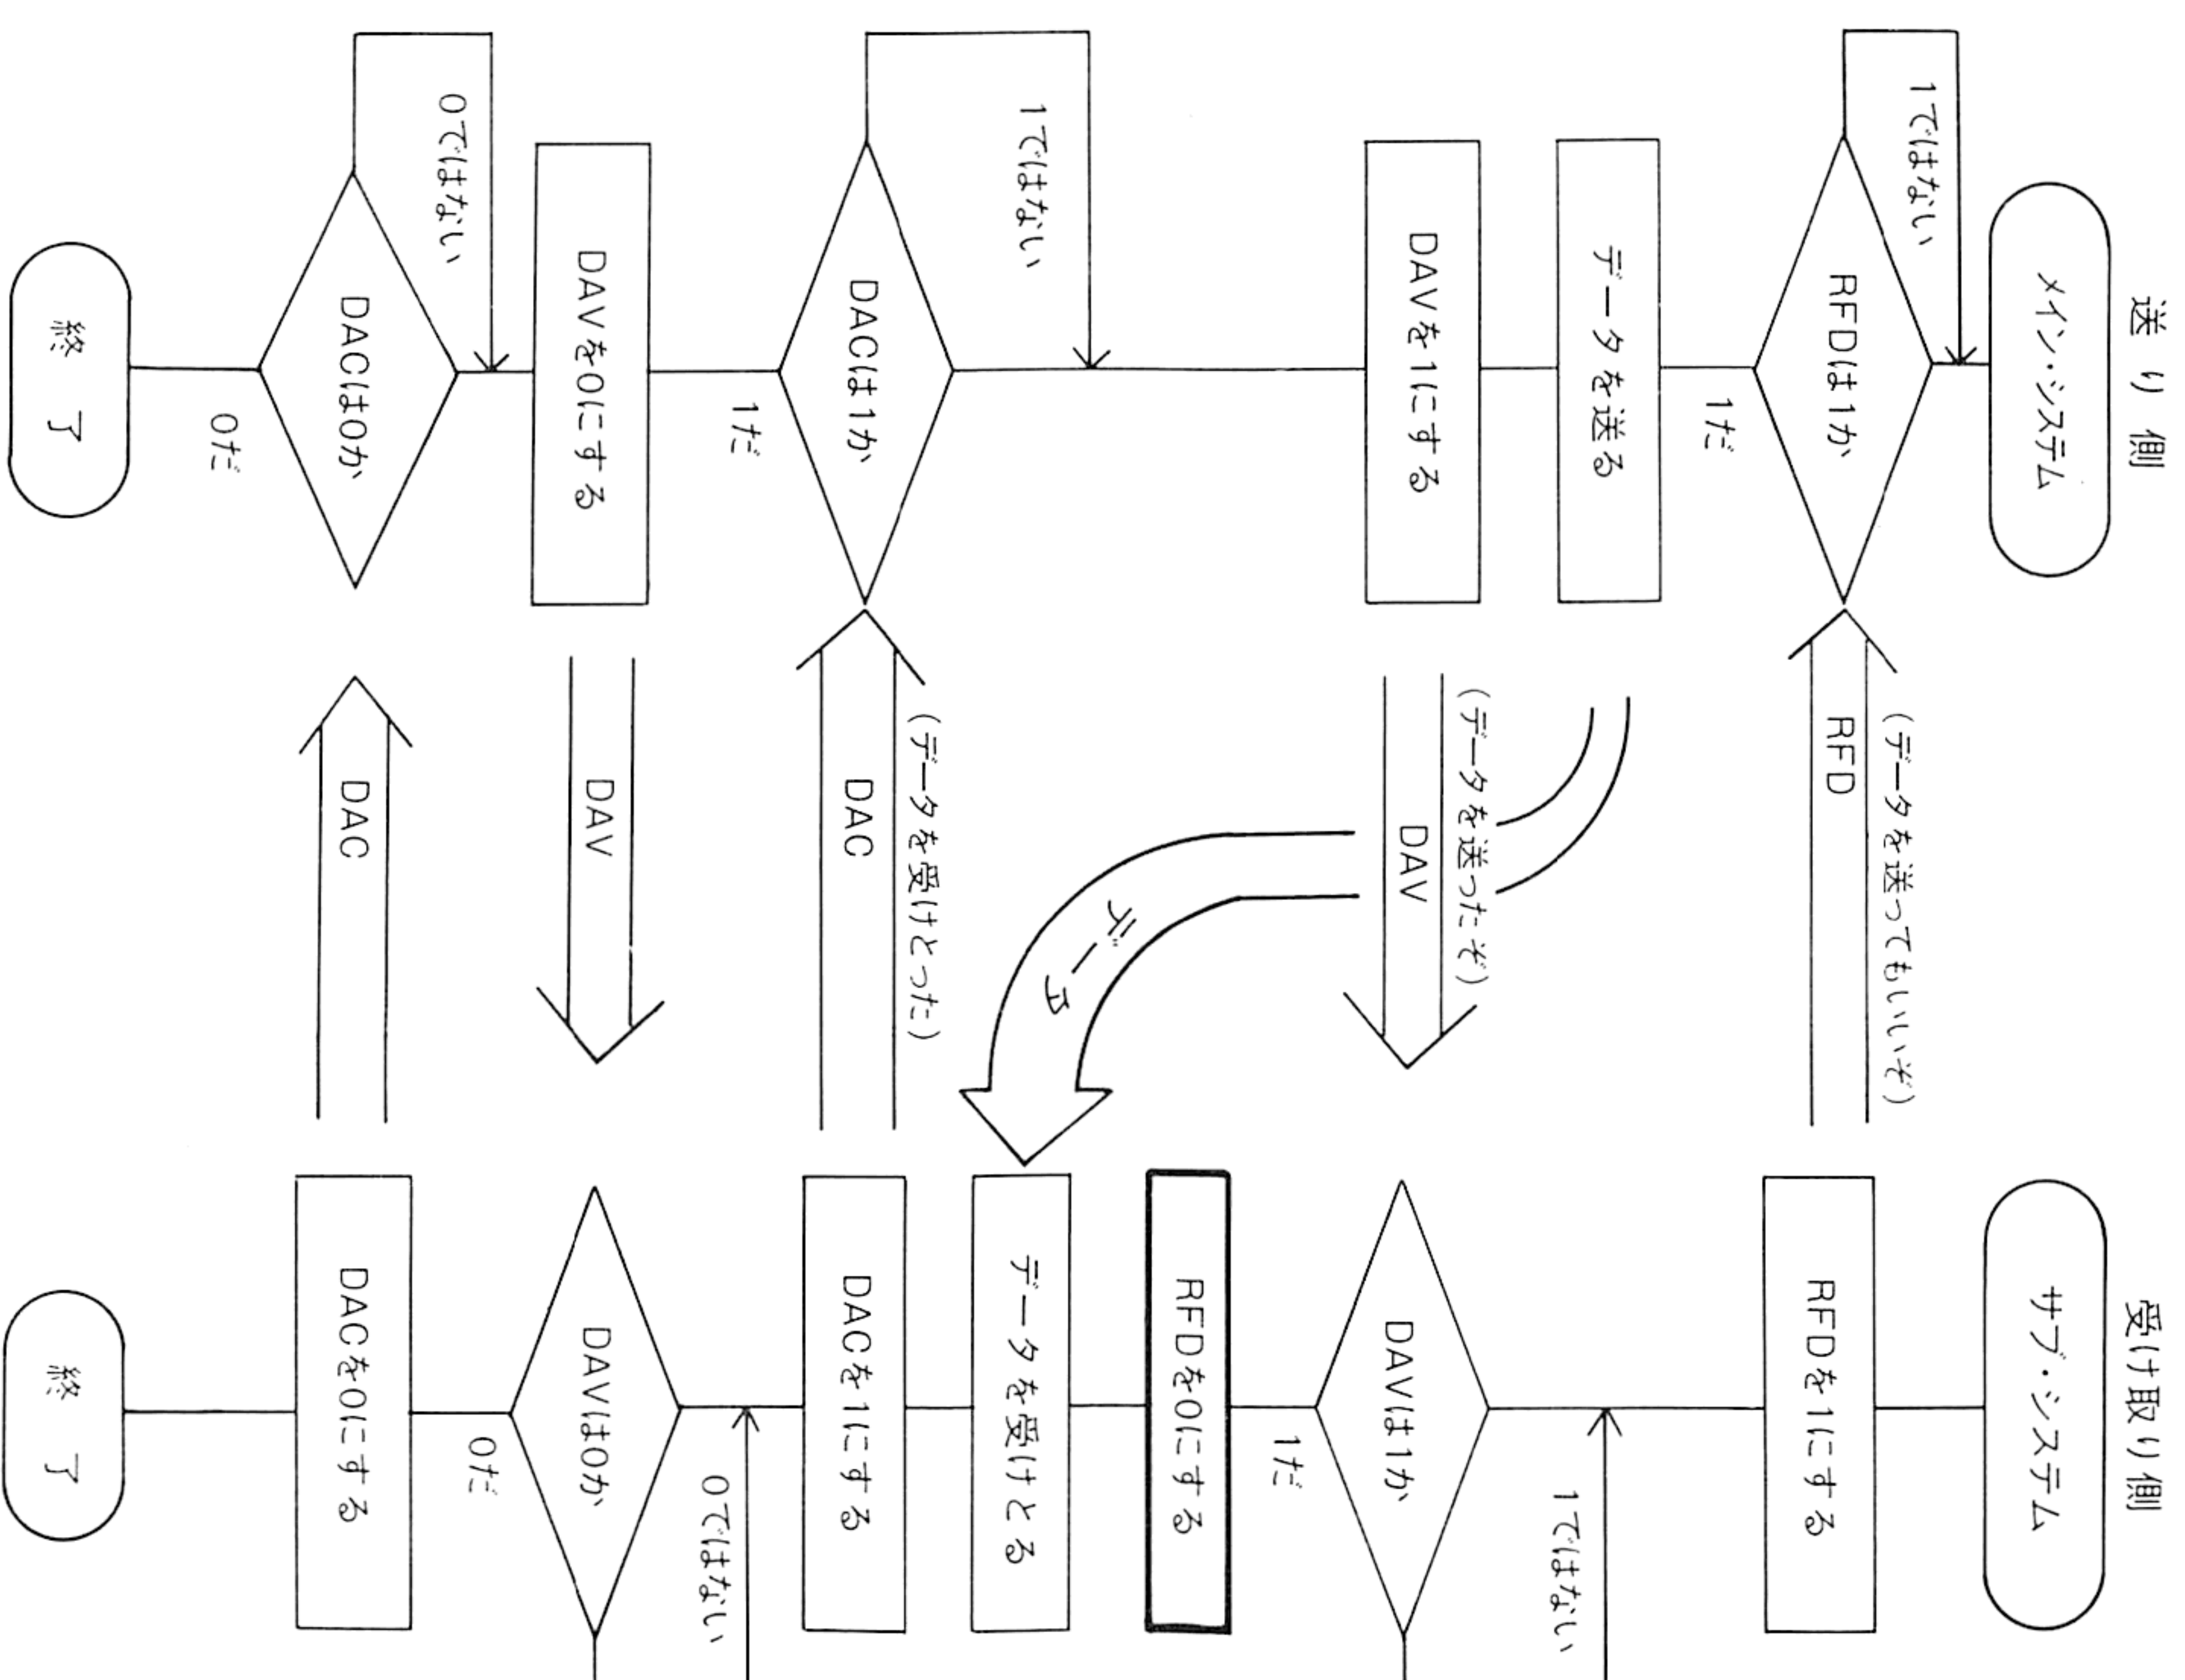 送り側
メイン・システム
1ではない
RFDは1か
1だ
データを送る
DAVを1にする
1ではない
DACは1か
1だ
DAVを0にする
0ではない
DACは0か
0だ
終了
(データを送ってもいいぞ)
RFD
(データを送ったぞ)
DAV
データ
(データを受けとった)
DAC
DAV
DAC
受け取り側
サブ・システム
RFDを1にする
1ではない
DAVは1か
1だ
RFDを0にする
データを受けとる
DACを1にする
0ではない
DAVは0か
0だ
DACを0にする
終了